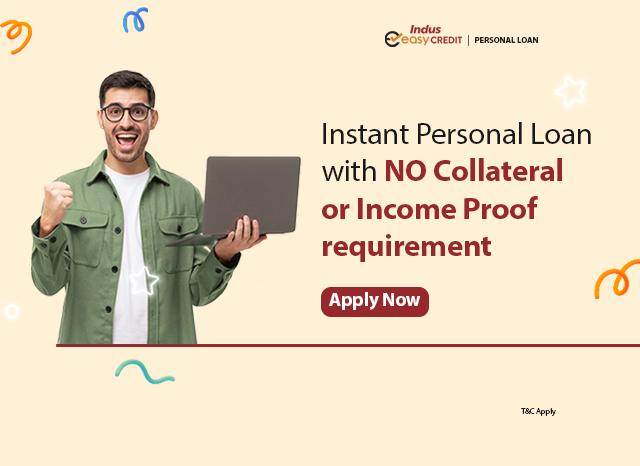 Indus
easy CREDIT | PERSONAL LOAN
Instant Personal Loan
with NO Collateral
or Income Proof
requirement
Apply Now
T&C Apply